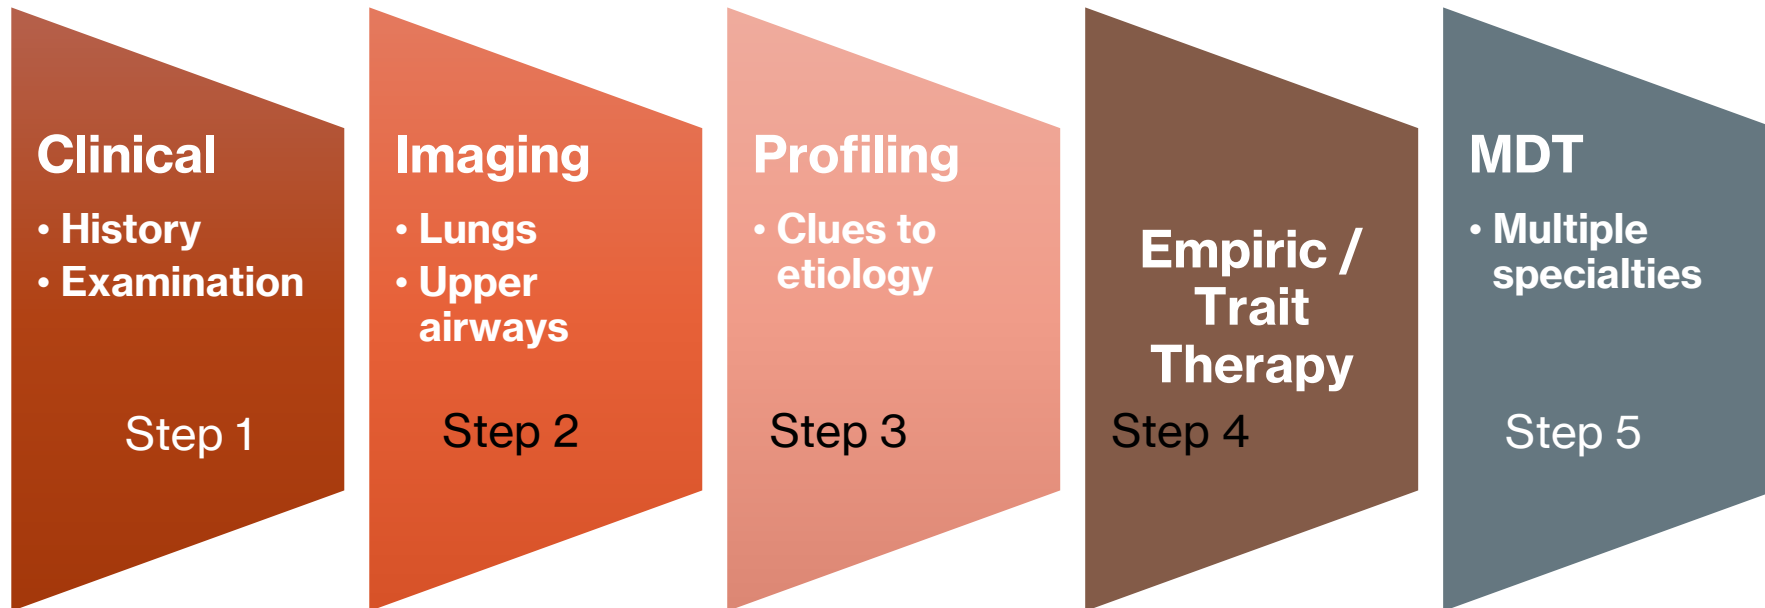 Clinical
• History
• Examination
Step 1
Imaging
• Lungs
• Upper
airways
Step 2
Profiling
• Clues to
etiology
Step 3
Empiric /
Trait
Therapy
Step 4
MDT
• Multiple
specialties
Step 5